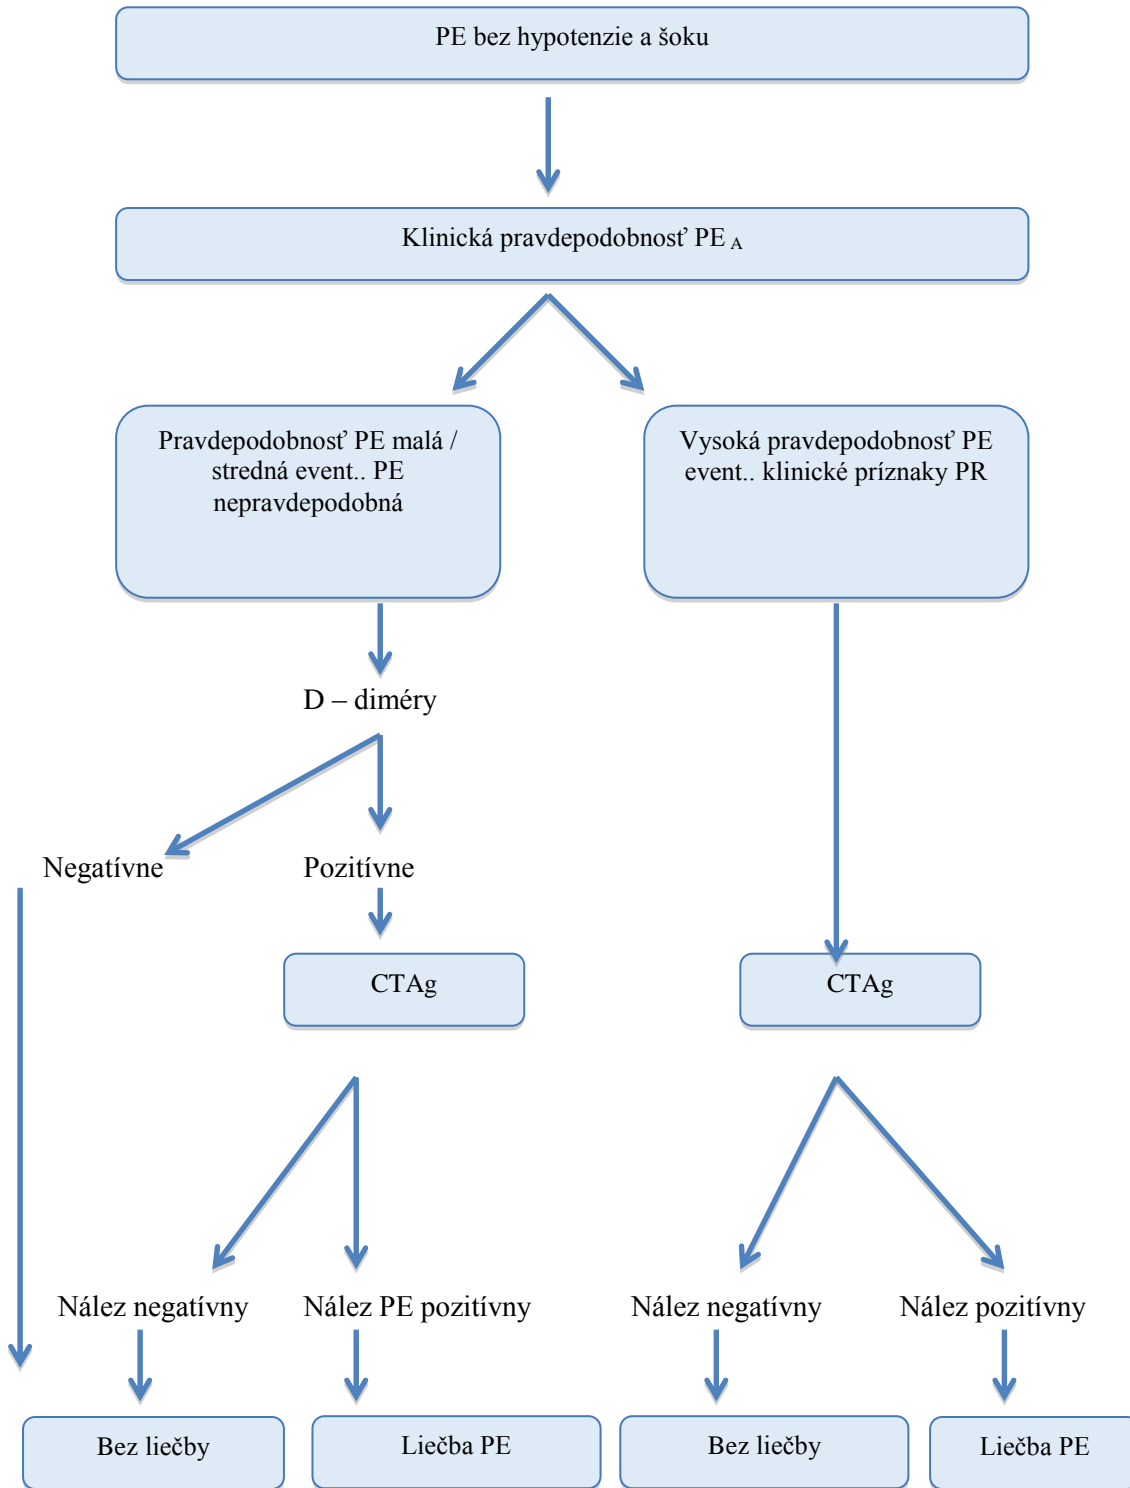 PE bez hypotenzie a šoku
Klinická pravdepodobnosť PE A
Pravdepodobnosť PE malá /
stredná event.. PE
nepravdepodobná
Vysoká pravdepodobnosť PE
event.. klinické príznaky PR
D – diméry
Negatívne
Pozitívne
CTAg
CTAg
Nález negatívny
Nález PE pozitívny
Nález negatívny
Nález pozitívny
Bez liečby
Liečba PE
Bez liečby
Liečba PE